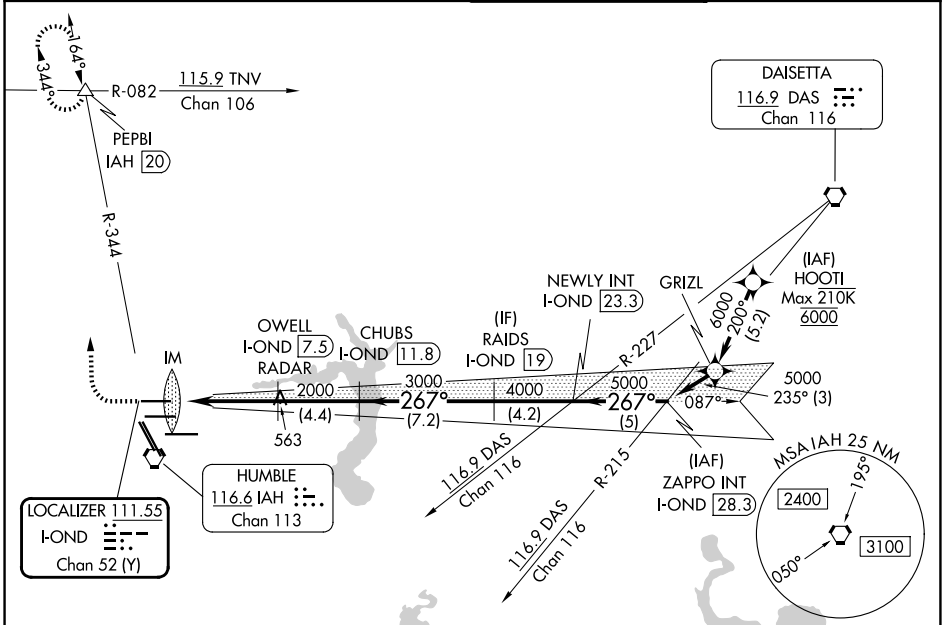 164°
344°
R-082
115.9 TNV
Chan 106
PEPBI
IAH 20
R-344
DAISETTA
116.9 DAS
Chan 116
(IAF)
HOOTI
Max 210K
6000
6000
200°
(5.2)
GRIZL
NEWLY INT
I-OND 23.3
(IF)
RAIDS
I-OND 19
CHUBS
I-OND 11.8
OWELL
I-OND 7.5
RADAR
IM
R-227
2000
3000
4000
5000
267°
267°
087°
5000
235° (3)
(4.4)
(7.2)
(4.2)
(5)
563
116.9 DAS
Chan 116
R-215
116.9 DAS
Chan 116
(IAF)
ZAPPO INT
I-OND 28.3
HUMBLE
116.6 IAH
Chan 113
LOCALIZER 111.55
I-OND
Chan 52 (Y)
MSA IAH 25 NM
195°
2400
3100
050°